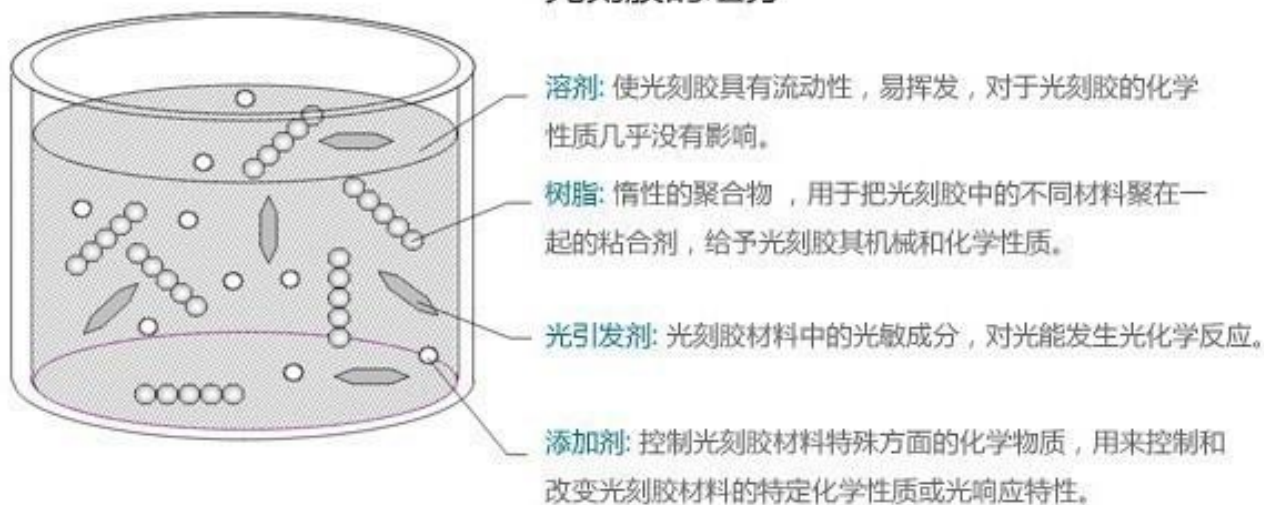 溶剂: 使光刻胶具有流动性，易挥发，对于光刻胶的化学
性质几乎没有影响。
树脂: 惰性的聚合物 ，用于把光刻胶中的不同材料聚在一
起的粘合剂，给予光刻胶其机械和化学性质。
光引发剂: 光刻胶材料中的光敏成分，对光能发生光化学反应。
添加剂: 控制光刻胶材料特殊方面的化学物质，用来控制和
改变光刻胶材料的特定化学性质或光响应特性。